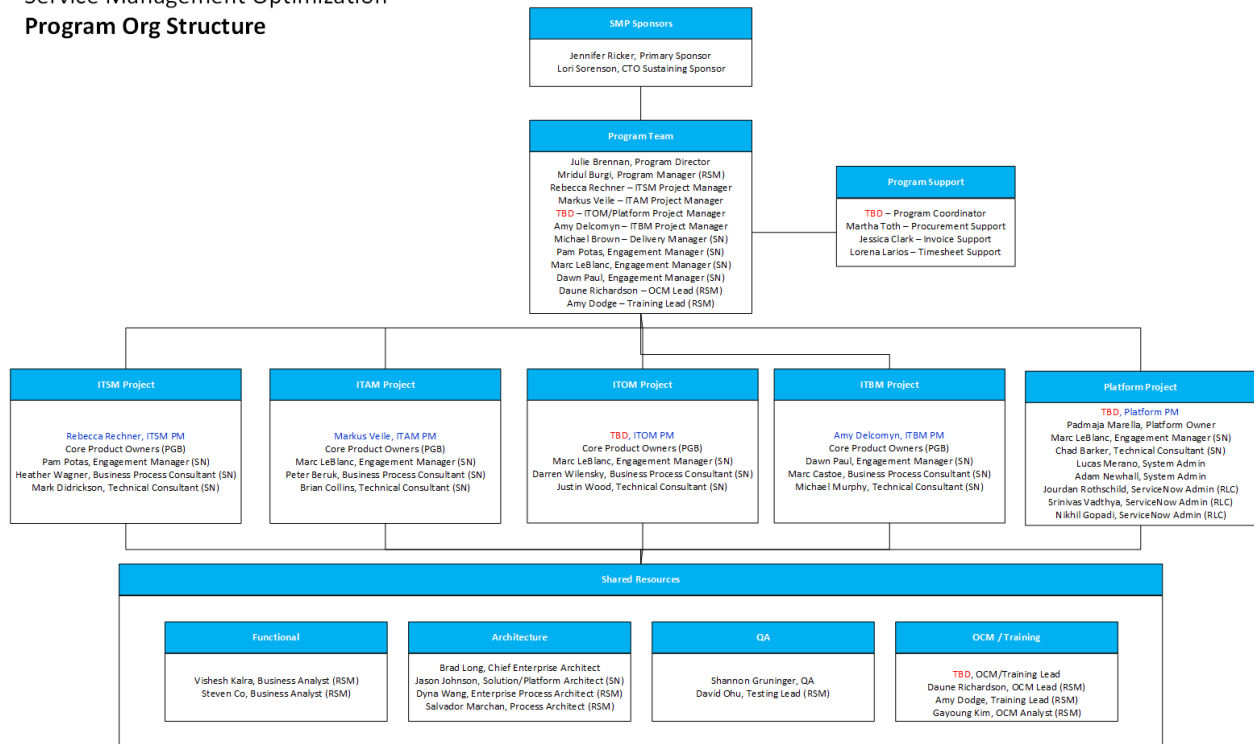 Service Management Optimization
Program Org Structure
SMP Sponsors
Jennifer Ricker, Primary Sponsor
Lori Sorenson, CTO Sustaining Sponsor
Program Team
Julie Brennan, Program Director
Mridul Burgi, Program Manager (RSM)
Rebecca Rechner – ITSM Project Manager
Markus Veile – ITAM Project Manager
TBD – ITOM/Platform Project Manager
Amy Delcomyn – ITBM Project Manager
Michael Brown – Delivery Manager (SN)
Pam Potas, Engagement Manager (SN)
Marc LeBlanc, Engagement Manager (SN)
Dawn Paul, Engagement Manager (SN)
Daune Richardson – OCM Lead (RSM)
Amy Dodge – Training Lead (RSM)
Program Support
TBD – Program Coordinator
Martha Toth – Procurement Support
Jessica Clark – Invoice Support
Lorena Larios – Timesheet Support
ITSM Project
Rebecca Rechner, ITSM PM
Core Product Owners (PGB)
Pam Potas, Engagement Manager (SN)
Heather Wagner, Business Process Consultant (SN)
Mark Didrickson, Technical Consultant (SN)
ITAM Project
Markus Veile, ITAM PM
Core Product Owners (PGB)
Marc LeBlanc, Engagement Manager (SN)
Peter Beruk, Business Process Consultant (SN)
Brian Collins, Technical Consultant (SN)
ITOM Project
TBD, ITOM PM
Core Product Owners (PGB)
Marc LeBlanc, Engagement Manager (SN)
Darren Wilensky, Business Process Consultant (SN)
Justin Wood, Technical Consultant (SN)
ITBM Project
Amy Delcomyn, ITBM PM
Core Product Owners (PGB)
Dawn Paul, Engagement Manager (SN)
Marc Castoe, Business Process Consultant (SN)
Michael Murphy, Technical Consultant (SN)
Platform Project
TBD, Platform PM
Padmaja Marella, Platform Owner
Marc LeBlanc, Engagement Manager (SN)
Chad Barker, Technical Consultant (SN)
Lucas Merano, System Admin
Adam Newhall, System Admin
Jourdan Rothschild, ServiceNow Admin (RLC)
Srinivas Vadthya, ServiceNow Admin (RLC)
Nikhil Gopadi, ServiceNow Admin (RLC)
Shared Resources
Functional
Vishesh Kalra, Business Analyst (RSM)
Steven Co, Business Analyst (RSM)
Architecture
Brad Long, Chief Enterprise Architect
Jason Johnson, Solution/Platform Architect (SN)
Dyna Wang, Enterprise Process Architect (RSM)
Salvador Marchan, Process Architect (RSM)
QA
Shannon Gruninger, QA
David Ohu, Testing Lead (RSM)
OCM / Training
TBD, OCM/Training Lead
Daune Richardson, OCM Lead (RSM)
Amy Dodge, Training Lead (RSM)
Gayoung Kim, OCM Analyst (RSM)